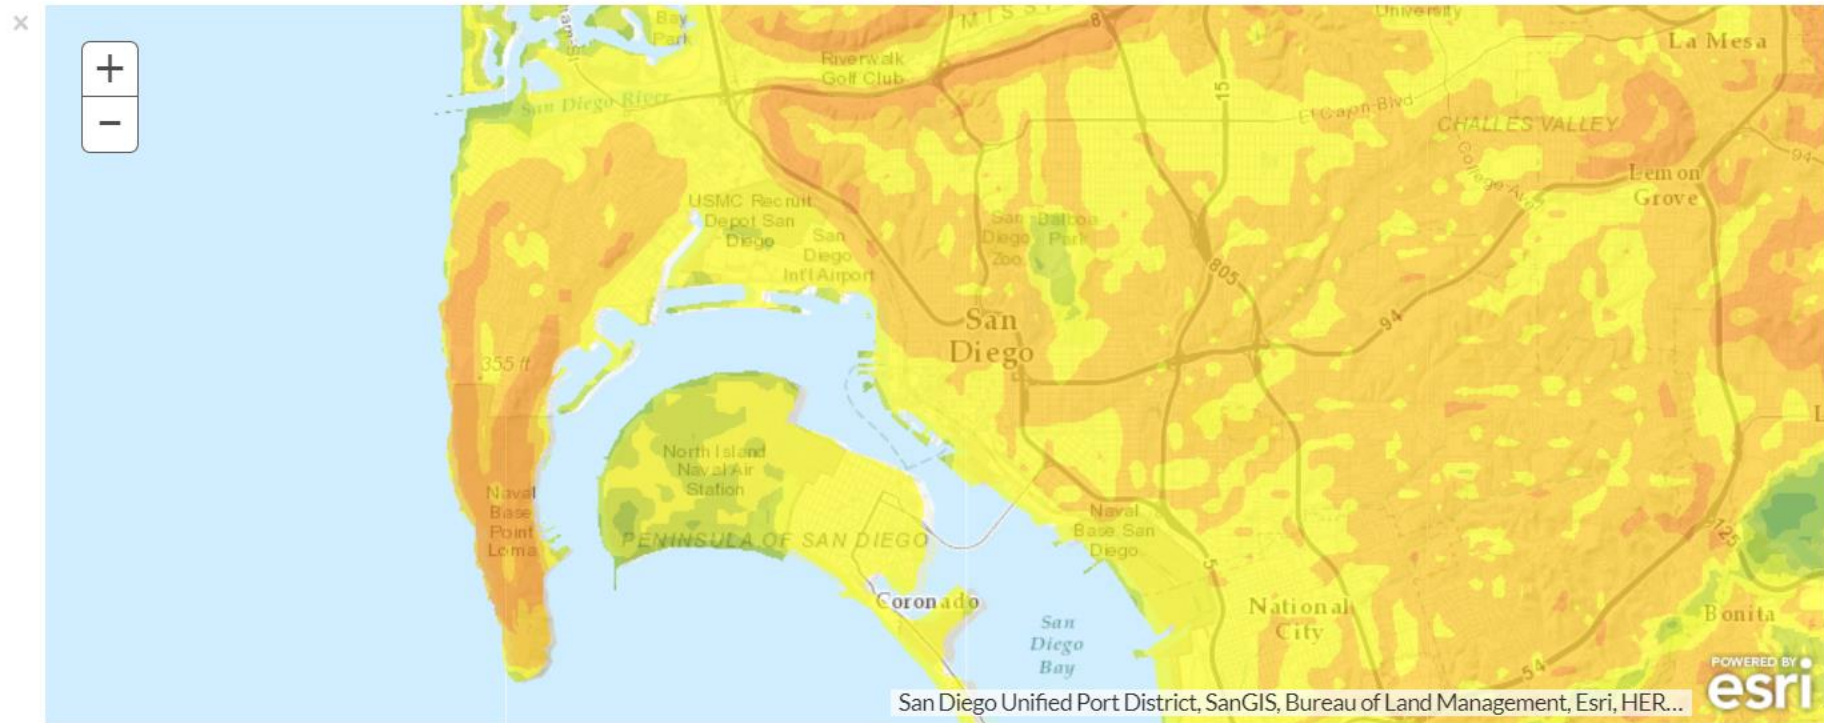 ×
+
−
Bay
Park
MISSI
8
University
La Mesa
Riverwalk
Golf Club
San Diego River
15
El Cajon Blvd
CHALLES VALLEY
94
College Ave
Lemon
Grove
USMC Recruit
Depot San
Diego
San
Diego
Int'l Airport
San
Diego
Zoo
Balboa
Park
805
San
Diego
94
355 ft
North Island
Naval Air
Station
Naval
Base
Point
Loma
PENINSULA OF SAN DIEGO
Naval
Base San
Diego
125
5
Coronado
National
City
Bonita
San
Diego
Bay
54
L
POWERED BY
esri
San Diego Unified Port District, SanGIS, Bureau of Land Management, Esri, HER...